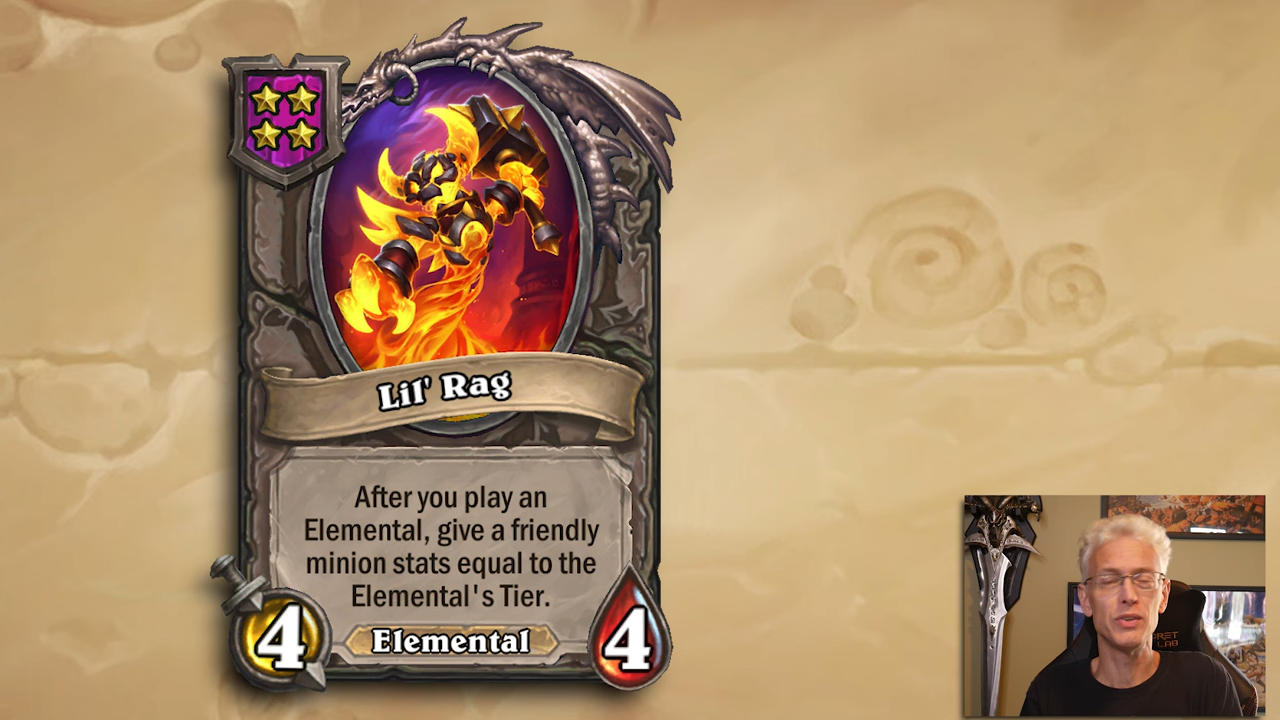 Lil' Rag
After you play an
Elemental, give a friendly
minion stats equal to the
Elemental's Tier.
4
Elemental
4